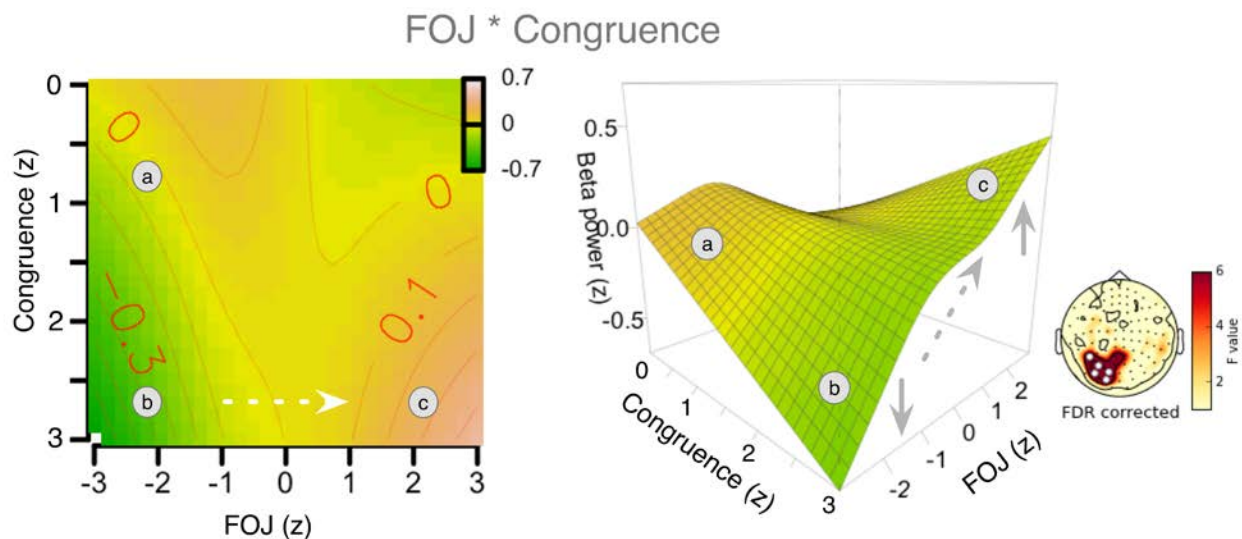 FOJ * Congruence
0
1
2
3
Congruence (z)
-3 -2 -1 0 1 2 3
FOJ (z)
0
0
−0.3
0.1
a
b
c
0.7
0
-0.7
0.5
0.0
-0.5
Beta power (z)
a
b
c
0
1
2
3
Congruence (z)
-2
-1
0
1
2
FOJ (z)
6
4
2
F value
FDR corrected